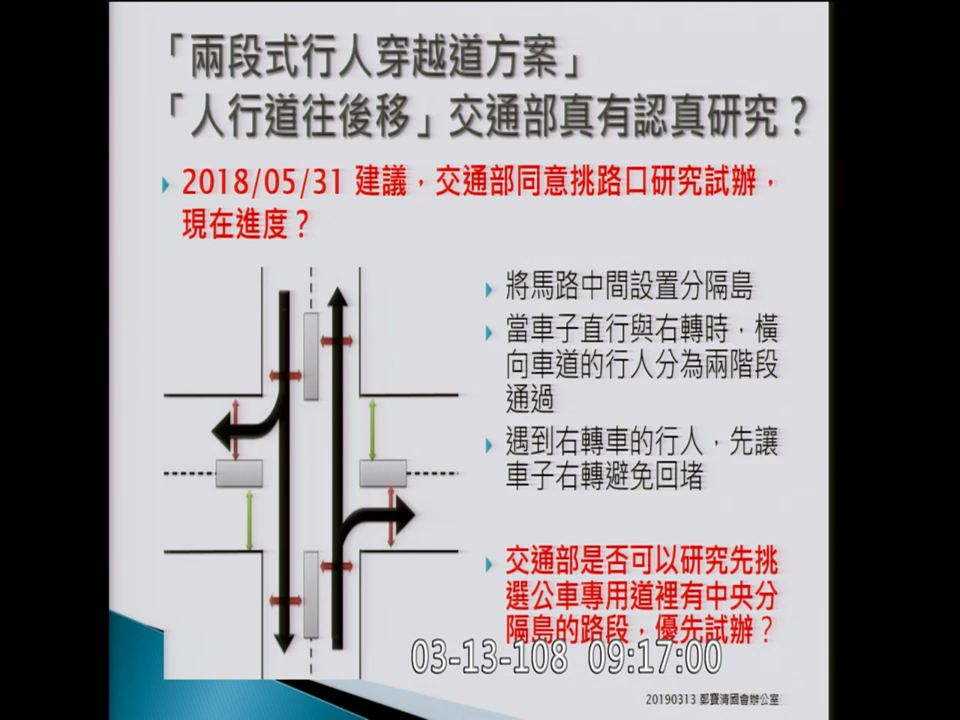 「兩段式行人穿越道方案」
「人行道往後移」交通部真有認真研究？
2018/05/31 建議，交通部同意挑路口研究試辦，
現在進度？
將馬路中間設置分隔島
當車子直行與右轉時，橫
向車道的行人分為兩階段
通過
遇到右轉車的行人，先讓
車子右轉避免回堵
交通部是否可以研究先挑
選公車專用道裡有中央分
隔島的路段，優先試辦？
03-13-108 09:17:00
20190313 鄭寶清國會辦公室